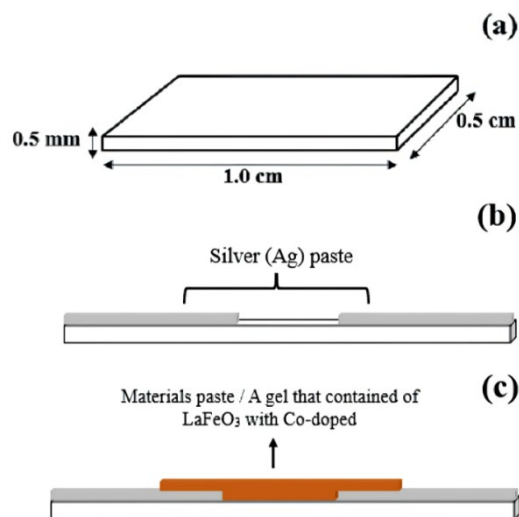 (a)
0.5 mm
0.5 cm
1.0 cm
(b)
Silver (Ag) paste
(c)
Materials paste / A gel that contained of
LaFeO₃ with Co-doped